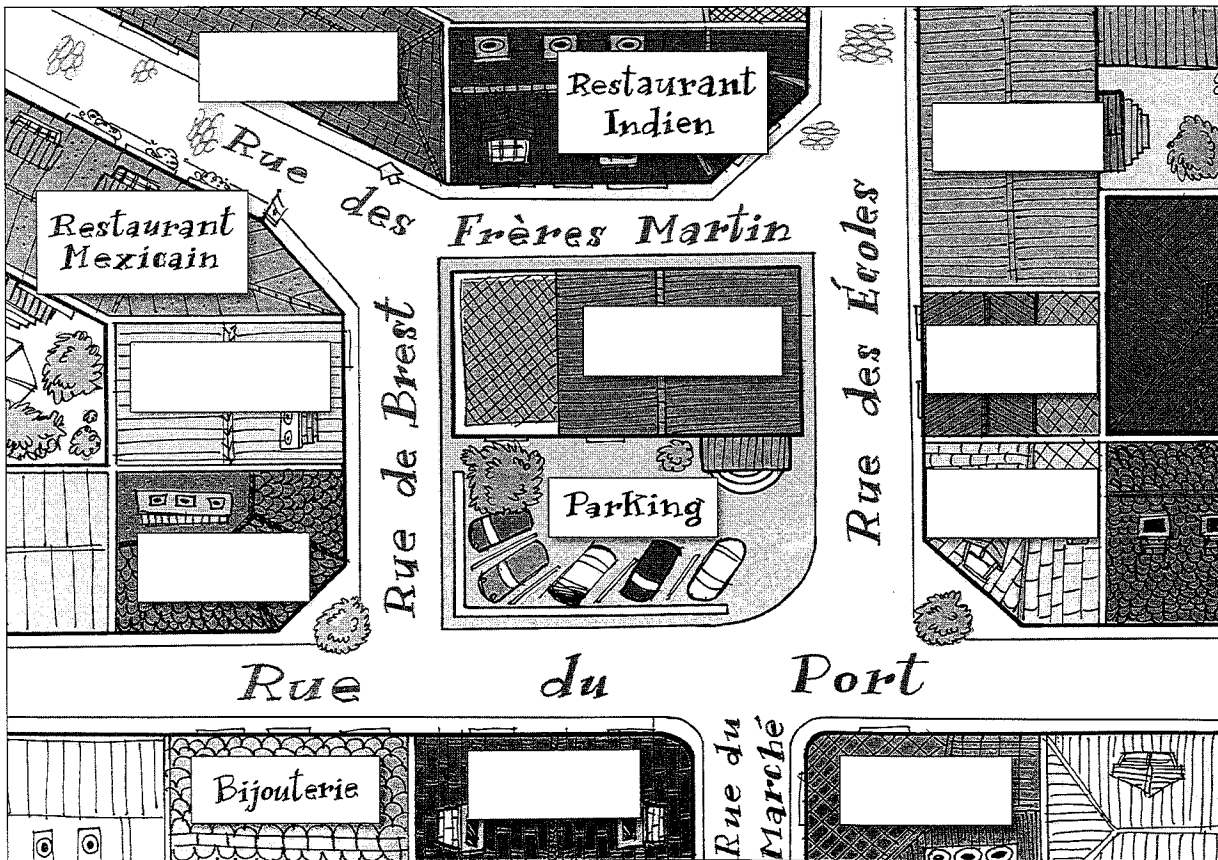 Restaurant
Indien
Rue des Frères Martin
Restaurant
Mexicain
Rue de Brest
Rue des Écoles
Parking
Rue du Port
Rue du
Marché
Bijouterie